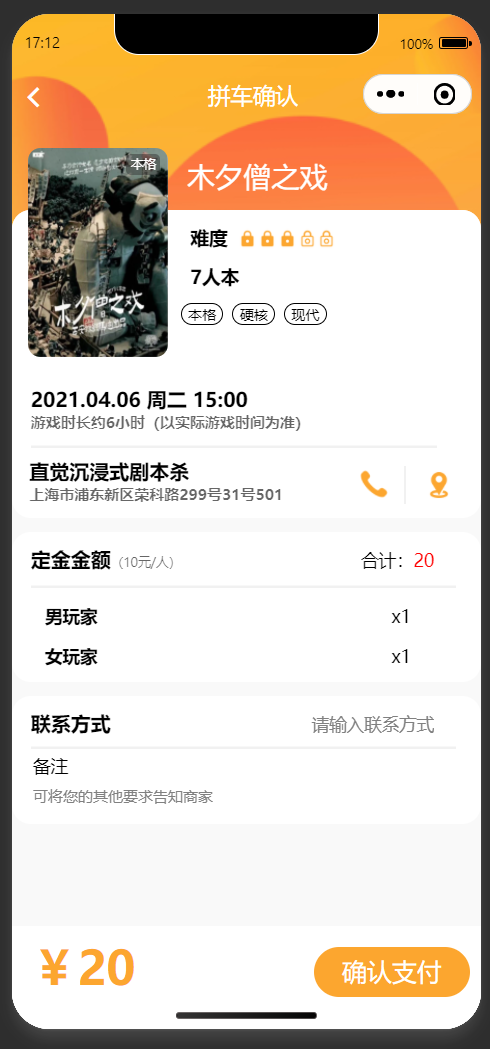 17:12
100%
拼车确认
本格
木夕僧之戏
木夕僧之戏
难度
7人本
本格 硬核 现代
2021.04.06 周二 15:00
游戏时长约6小时（以实际游戏时间为准）
直觉沉浸式剧本杀
上海市浦东新区荣科路299号31号501
定金金额（10元/人） 合计：20
男玩家 x1
女玩家 x1
联系方式 请输入联系方式
备注
可将您的其他要求告知商家
￥20 确认支付